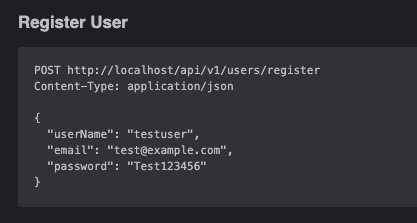 Register User
POST http://localhost/api/v1/users/register
Content-Type: application/json
{
"userName": "testuser",
"email": "test@example.com",
"password": "Test123456"
}